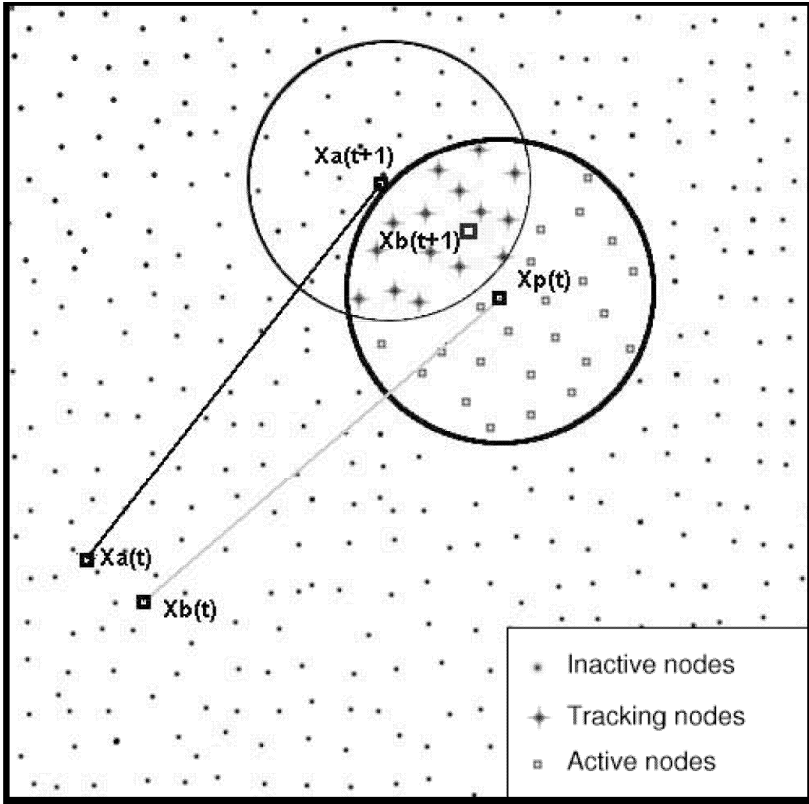 Xa(t+1)
Xb(t+1)
Xp(t)
Xa(t)
Xb(t)
Inactive nodes
Tracking nodes
Active nodes